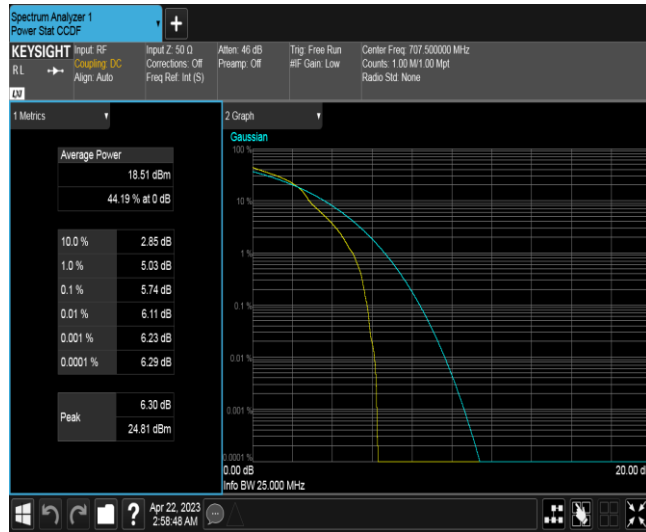 Spectrum Analyzer 1
Power Stat CCDF
KEYSIGHT
RL
LXI
Input: RF
Coupling: DC
Align: Auto
Input Z: 50 Ω
Corrections: Off
Freq Ref: Int (S)
Atten: 46 dB
Preamp: Off
Trig: Free Run
#IF Gain: Low
Center Freq: 707.500000 MHz
Counts: 1.00 M/1.00 Mpt
Radio Std: None
1 Metrics
Average Power
18.51 dBm
44.19 % at 0 dB
10.0 % 2.85 dB
1.0 % 5.03 dB
0.1 % 5.74 dB
0.01 % 6.11 dB
0.001 % 6.23 dB
0.0001 % 6.29 dB
Peak
6.30 dB
24.81 dBm
2 Graph
Gaussian
100 %
10 %
1 %
0.1 %
0.01 %
0.001 %
0.0001 %
0.00 dB 20.00 d
Info BW 25.000 MHz
?
Apr 22, 2023
2:58:48 AM